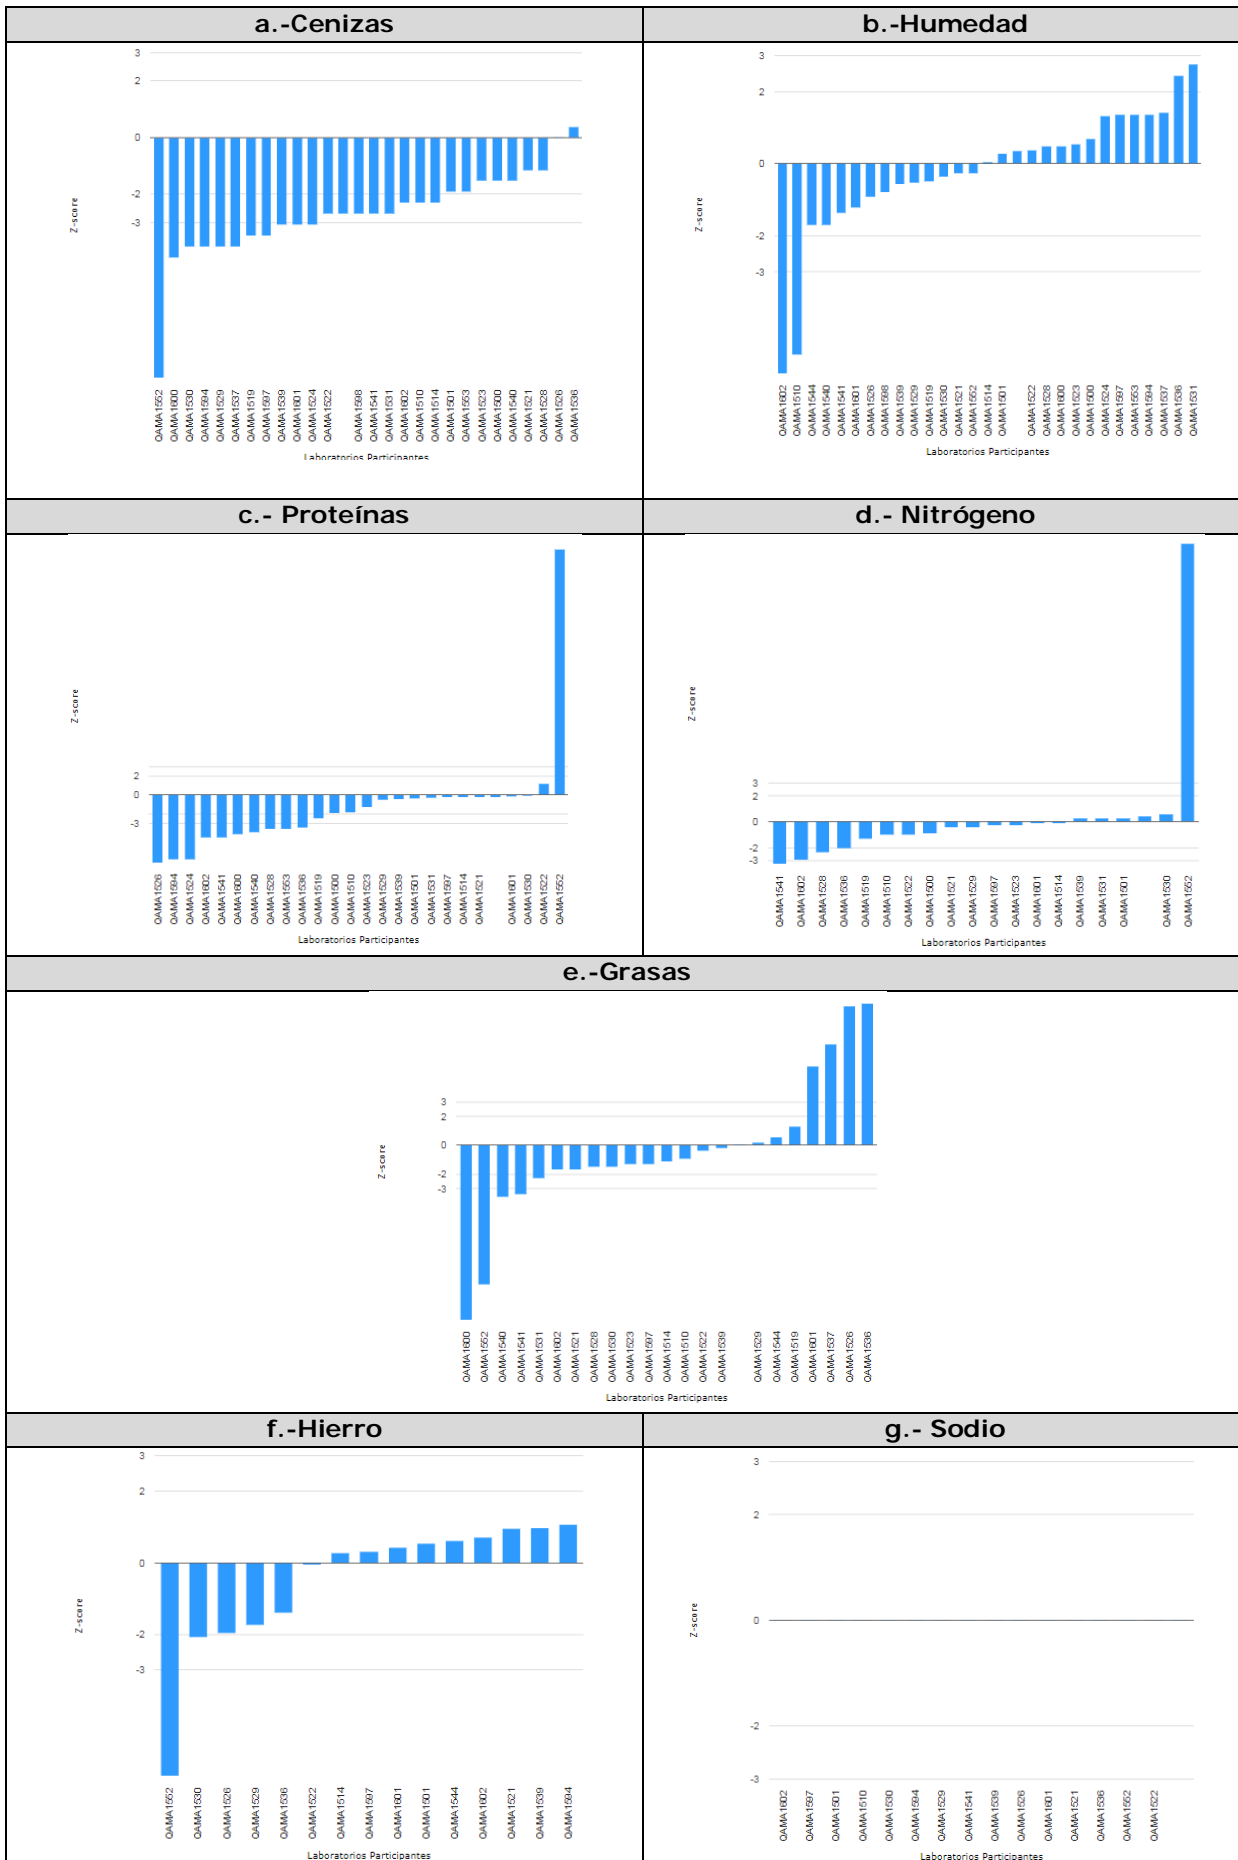 a.-Cenizas
b.-Humedad
3
2
0
-2
-3
Z-score
QAMA1552
QAMA1600
QAMA1530
QAMA1594
QAMA1529
QAMA1537
QAMA1519
QAMA1597
QAMA1539
QAMA1601
QAMA1524
QAMA1522
QAMA1598
QAMA1541
QAMA1531
QAMA1602
QAMA1510
QAMA1514
QAMA1501
QAMA1553
QAMA1523
QAMA1500
QAMA1540
QAMA1521
QAMA1528
QAMA1526
QAMA1536
Laboratorios Participantes
3
2
0
-2
-3
Z-score
QAMA1602
QAMA1510
QAMA1544
QAMA1540
QAMA1541
QAMA1601
QAMA1526
QAMA1598
QAMA1539
QAMA1529
QAMA1519
QAMA1530
QAMA1521
QAMA1552
QAMA1514
QAMA1501
QAMA1522
QAMA1528
QAMA1600
QAMA1523
QAMA1500
QAMA1524
QAMA1597
QAMA1553
QAMA1594
QAMA1537
QAMA1536
QAMA1531
Laboratorios Participantes
c.- Proteínas
d.- Nitrógeno
2
0
-3
Z-score
QAMA1526
QAMA1594
QAMA1524
QAMA1602
QAMA1541
QAMA1600
QAMA1540
QAMA1528
QAMA1553
QAMA1536
QAMA1519
QAMA1500
QAMA1510
QAMA1523
QAMA1529
QAMA1539
QAMA1501
QAMA1531
QAMA1597
QAMA1514
QAMA1521
QAMA1601
QAMA1530
QAMA1522
QAMA1552
Laboratorios Participantes
3
2
0
-2
-3
Z-score
QAMA1541
QAMA1602
QAMA1528
QAMA1536
QAMA1519
QAMA1510
QAMA1522
QAMA1500
QAMA1521
QAMA1529
QAMA1597
QAMA1523
QAMA1601
QAMA1514
QAMA1539
QAMA1531
QAMA1501
QAMA1530
QAMA1552
Laboratorios Participantes
e.-Grasas
3
2
0
-2
-3
Z-score
QAMA1600
QAMA1552
QAMA1540
QAMA1541
QAMA1531
QAMA1602
QAMA1521
QAMA1528
QAMA1530
QAMA1523
QAMA1597
QAMA1514
QAMA1510
QAMA1522
QAMA1539
QAMA1529
QAMA1544
QAMA1519
QAMA1601
QAMA1537
QAMA1526
QAMA1536
Laboratorios Participantes
f.-Hierro
g.- Sodio
3
2
0
-2
-3
Z-score
QAMA1552
QAMA1530
QAMA1526
QAMA1529
QAMA1536
QAMA1522
QAMA1514
QAMA1597
QAMA1601
QAMA1501
QAMA1544
QAMA1602
QAMA1521
QAMA1539
QAMA1594
Laboratorios Participantes
3
2
0
-2
-3
Z-score
QAMA1602
QAMA1597
QAMA1501
QAMA1510
QAMA1530
QAMA1594
QAMA1529
QAMA1541
QAMA1539
QAMA1526
QAMA1601
QAMA1521
QAMA1536
QAMA1552
QAMA1522
Laboratorios Participantes